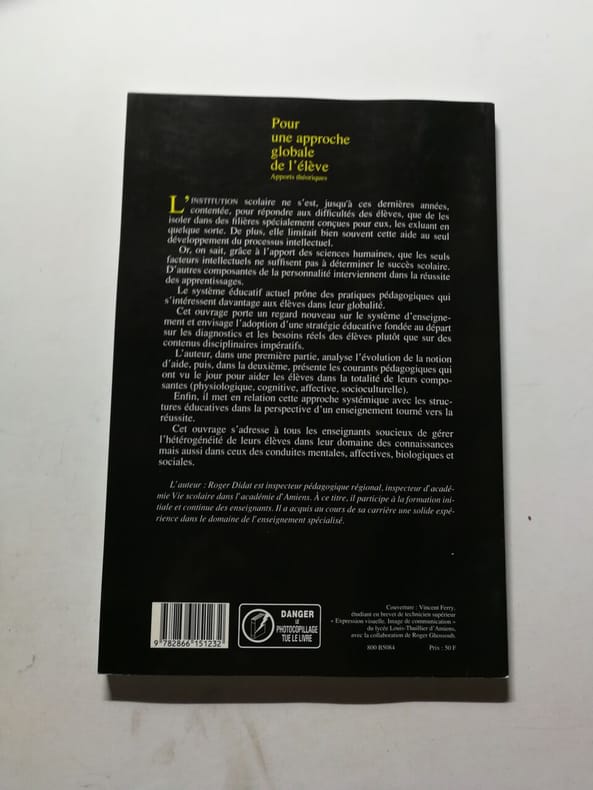 Pour
une approche
globale
de l'élève
Apports théoriques
L'INSTITUTION scolaire ne s'est, jusqu'à ces dernières années,
contentée, pour répondre aux difficultés des élèves, que de les
isoler dans des filières spécialement conçues pour eux, les exluant en
quelque sorte. De plus, elle limitait bien souvent cette aide au seul
développement du processus intellectuel.
Or, on sait, grâce à l'apport des sciences humaines, que les seuls
facteurs intellectuels ne suffisent pas à déterminer le succès scolaire.
D'autres composantes de la personnalité interviennent dans la réussite
des apprentissages.
Le système éducatif actuel prône des pratiques pédagogiques qui
s'intéressent davantage aux élèves dans leur globalité.
Cet ouvrage porte un regard nouveau sur le système d'enseigne-
ment et envisage l'adoption d'une stratégie éducative fondée au départ
sur les diagnostics et les besoins réels des élèves plutôt que sur des
contenus disciplinaires impératifs.
L'auteur, dans une première partie, analyse l'évolution de la notion
d'aide, puis, dans la deuxième, présente les courants pédagogiques qui
ont vu le jour pour aider les élèves dans la totalité de leurs compo-
santes (physiologique, cognitive, affective, socioculturelle).
Enfin, il met en relation cette approche systémique avec les struc-
tures éducatives dans la perspective d'un enseignement tourné vers la
réussite.
Cet ouvrage s'adresse à tous les enseignants soucieux de gérer
l'hétérogénéité de leurs élèves dans leur domaine des connaissances
mais aussi dans ceux des conduites mentales, affectives, biologiques et
sociales.
L'auteur : Roger Didat est inspecteur pédagogique régional, inspecteur d'acadé-
mie Vie scolaire dans l'académie d'Amiens. À ce titre, il participe à la formation ini-
tiale et continue des enseignants. Il a acquis au cours de sa carrière une solide expé-
rience dans le domaine de l'enseignement spécialisé.
9 782866 151232
DANGER
LE
PHOTOCOPILLAGE
TUE LE LIVRE
Couverture : Vincent Ferry,
étudiant en brevet de technicien supérieur
« Expression visuelle, Image de communication »
du lycée Louis-Thuillier d'Amiens,
avec la collaboration de Roger Ghossoub.
800 B5084 Prix : 50 F